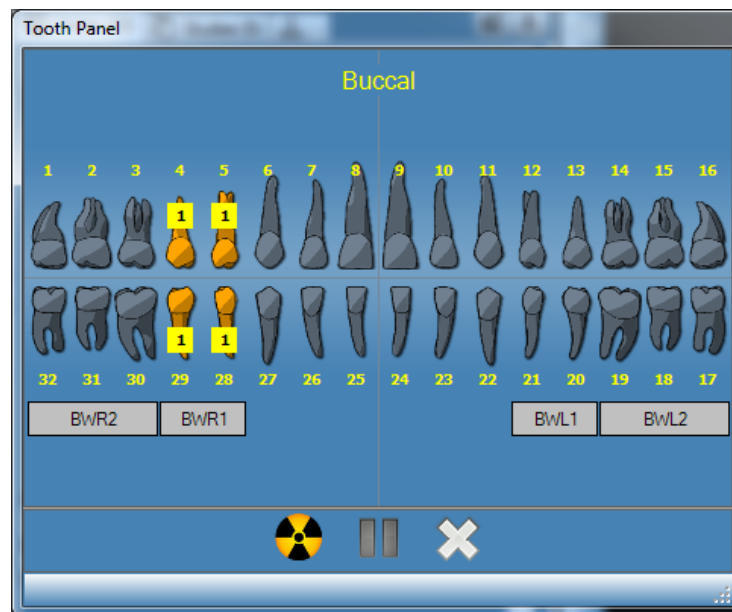 Tooth Panel
Buccal
1 2 3 4 5 6 7 8 9 10 11 12 13 14 15 16
1 1
1 1
32 31 30 29 28 27 26 25 24 23 22 21 20 19 18 17
BWR2 BWR1 BWL1 BWL2